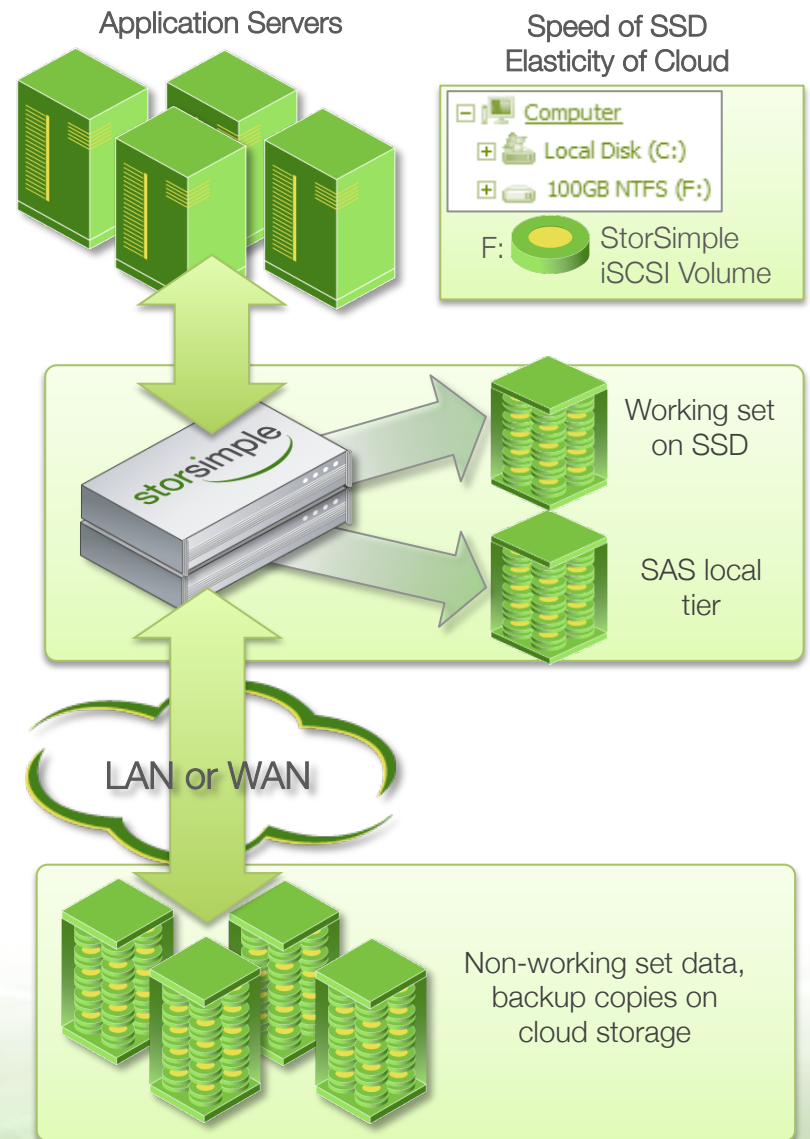 Application Servers
Speed of SSD
Elasticity of Cloud
Computer
Local Disk (C:)
100GB NTFS (F:)
F:
StorSimple
iSCSI Volume
storsimple
Working set
on SSD
SAS local
tier
LAN or WAN
Non-working set data,
backup copies on
cloud storage